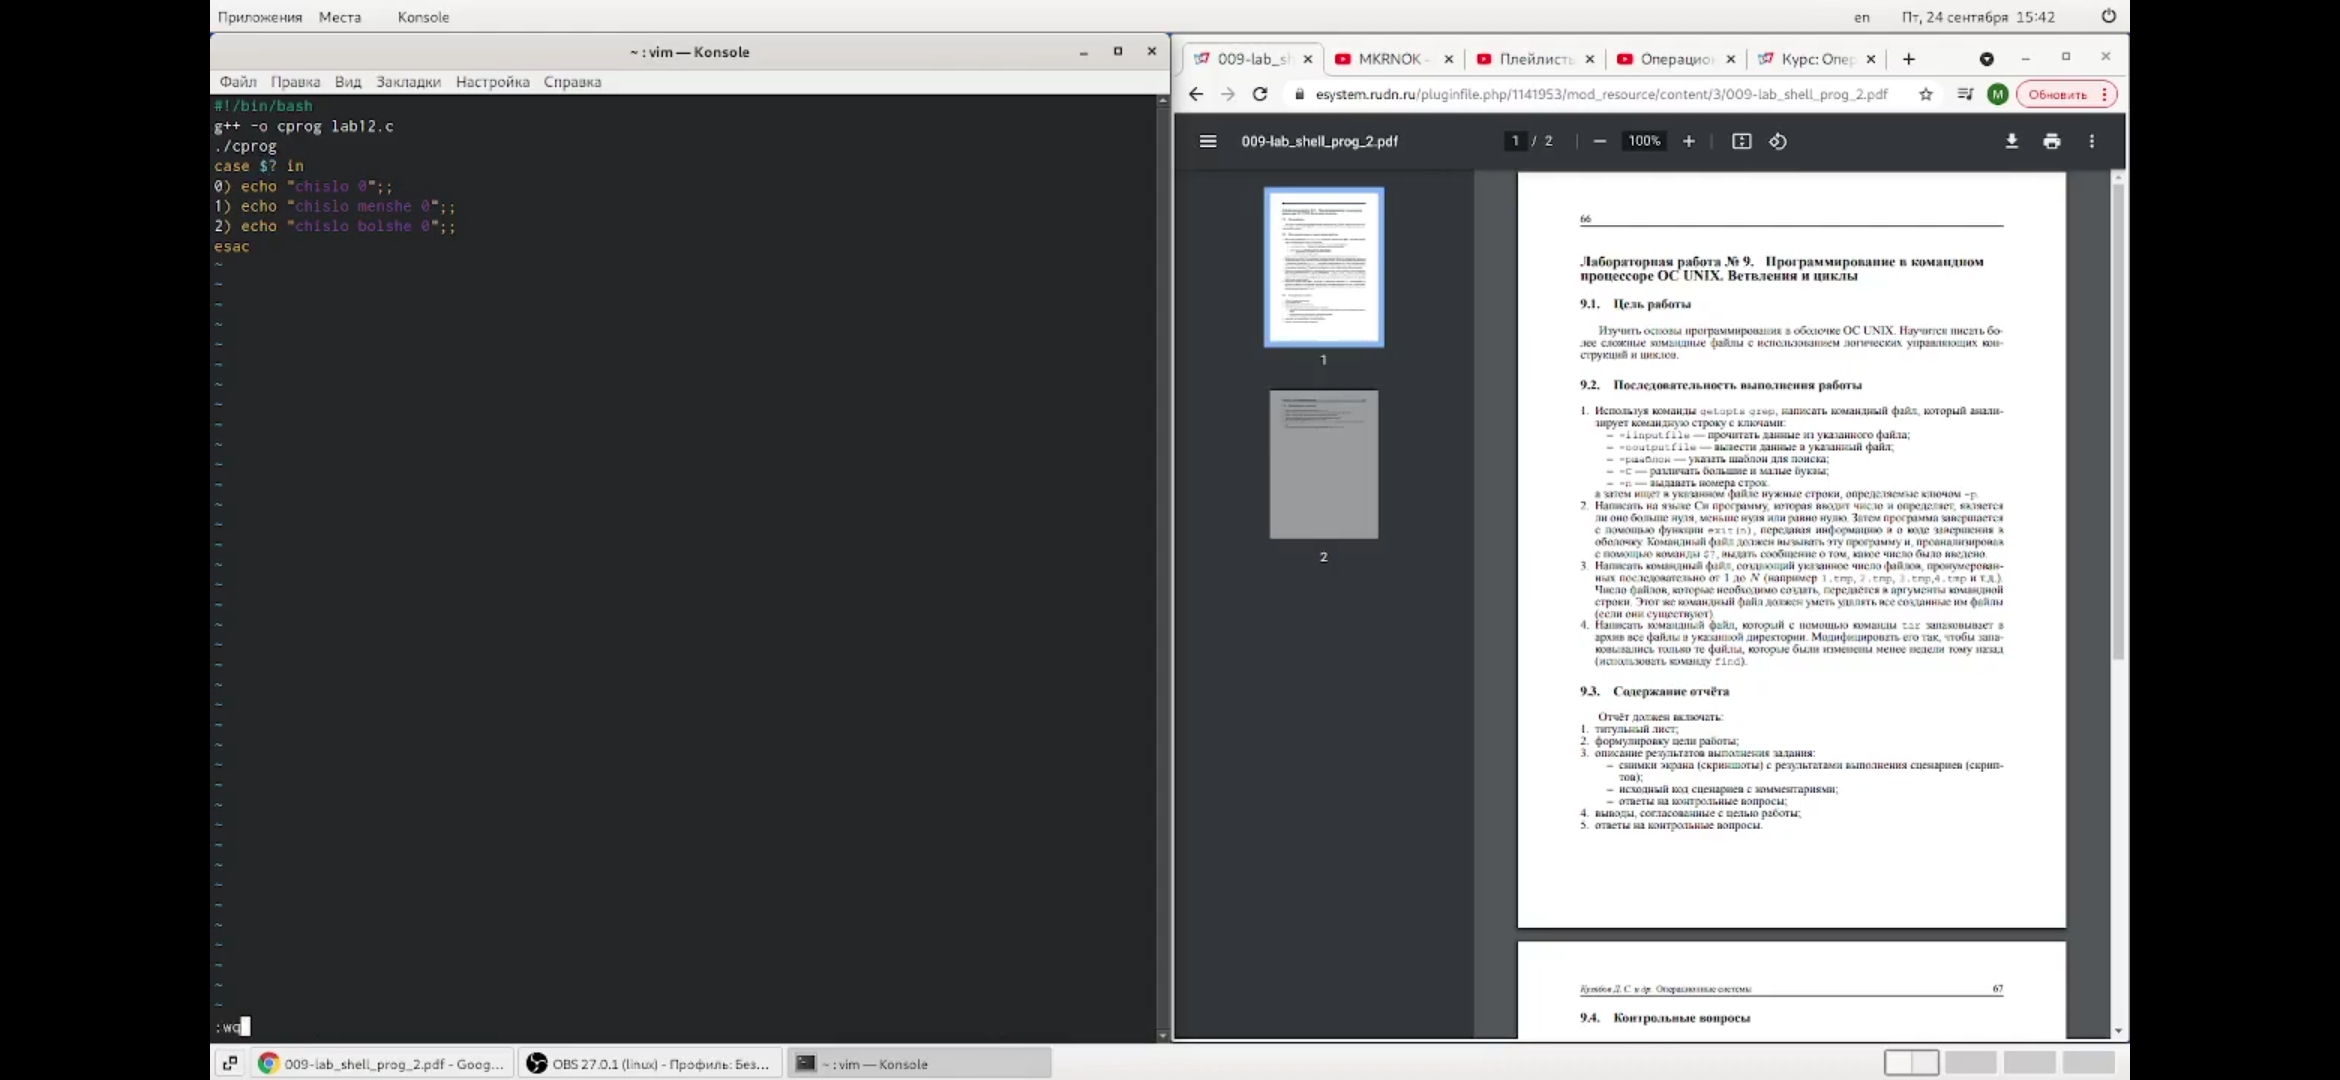 Приложения Места Konsole
en Пт, 24 сентября 15:42
~ : vim — Konsole
Файл Правка Вид Закладки Настройка Справка
#!/bin/bash
g++ -o cprog lab12.c
./cprog
case $? in
0) echo "chislo 0";;
1) echo "chislo menshe 0";;
2) echo "chislo bolshe 0";;
esac
:wq
009-lab_s
MKRNOK -
Плейлисты
Операцио
Курс: Опер
esystem.rudn.ru/pluginfile.php/1141953/mod_resource/content/3/009-lab_shell_prog_2.pdf
M
Обновить
009-lab_shell_prog_2.pdf
1 / 2
100%
1
2
66
Лабораторная работа № 9. Программирование в командном
процессоре ОС UNIX. Ветвления и циклы
9.1. Цель работы
Изучить основы программирования в оболочке ОС UNIX. Научится писать бо-
лее сложные командные файлы с использованием логических управляющих кон-
струкций и циклов.
9.2. Последовательность выполнения работы
1. Используя команды getopts grep, написать командный файл, который анали-
зирует командную строку с ключами:
– -iinputfile — прочитать данные из указанного файла;
– -ooutputfile — вывести данные в указанный файл;
– -pшаблон — указать шаблон для поиска;
– -C — различать большие и малые буквы;
– -n — выдавать номера строк.
а затем ищет в указанном файле нужные строки, определяемые ключом -p.
2. Написать на языке Си программу, которая вводит число и определяет, является
ли оно больше нуля, меньше нуля или равно нулю. Затем программа завершается
с помощью функции exit(n), передавая информацию в о коде завершения в
оболочку. Командный файл должен вызывать эту программу и, проанализировав
с помощью команды $?, выдать сообщение о том, какое число было введено.
3. Написать командный файл, создающий указанное число файлов, пронумерован-
ных последовательно от 1 до N (например 1.tmp, 2.tmp, 3.tmp,4.tmp и т.д.).
Число файлов, которые необходимо создать, передаётся в аргументы командной
строки. Этот же командный файл должен уметь удалять все созданные им файлы
(если они существуют).
4. Написать командный файл, который с помощью команды tar запаковывает в
архив все файлы в указанной директории. Модифицировать его так, чтобы запа-
ковывались только те файлы, которые были изменены менее недели тому назад
(использовать команду find).
9.3. Содержание отчёта
Отчёт должен включать:
1. титульный лист;
2. формулировку цели работы;
3. описание результатов выполнения задания:
– снимки экрана (скриншоты) с результатами выполнения сценариев (скрип-
тов);
– исходный код сценариев с комментариями;
– ответы на контрольные вопросы;
4. выводы, согласованные с целью работы;
5. ответы на контрольные вопросы.
Кулябов Д. С. и др. Операционные системы 67
9.4. Контрольные вопросы
009-lab_shell_prog_2.pdf - Goog...
OBS 27.0.1 (linux) - Профиль: Без...
~ : vim — Konsole